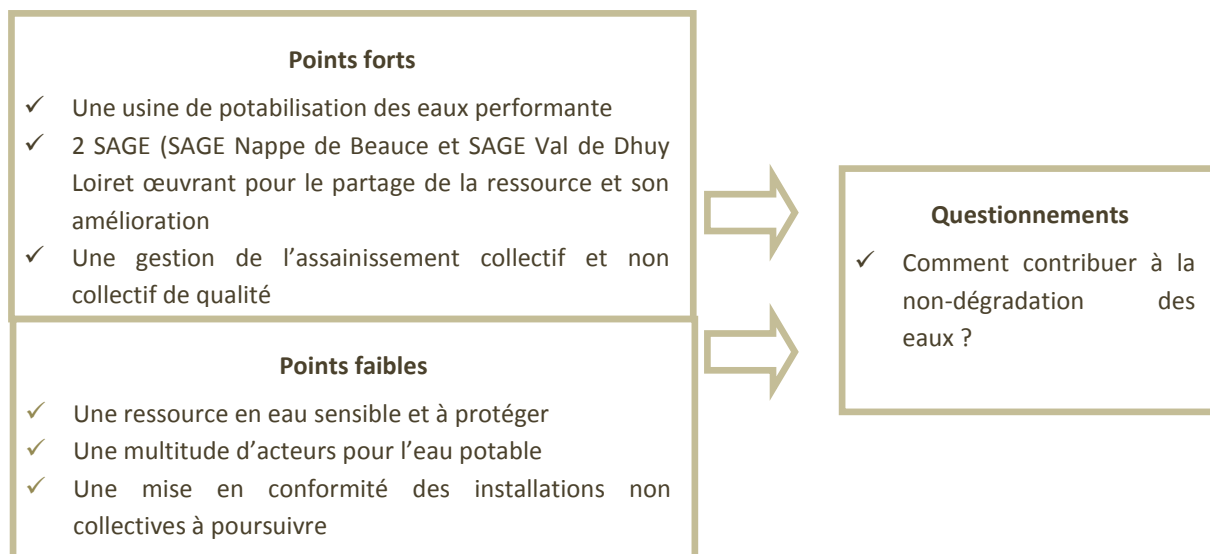 Points forts
✓ Une usine de potabilisation des eaux performante
✓ 2 SAGE (SAGE Nappe de Beauce et SAGE Val de Dhuy
Loiret œuvrant pour le partage de la ressource et son
amélioration
✓ Une gestion de l'assainissement collectif et non
collectif de qualité
Points faibles
✓ Une ressource en eau sensible et à protéger
✓ Une multitude d'acteurs pour l'eau potable
✓ Une mise en conformité des installations non
collectives à poursuivre
Questionnements
✓ Comment contribuer à la
non-dégradation des
eaux ?